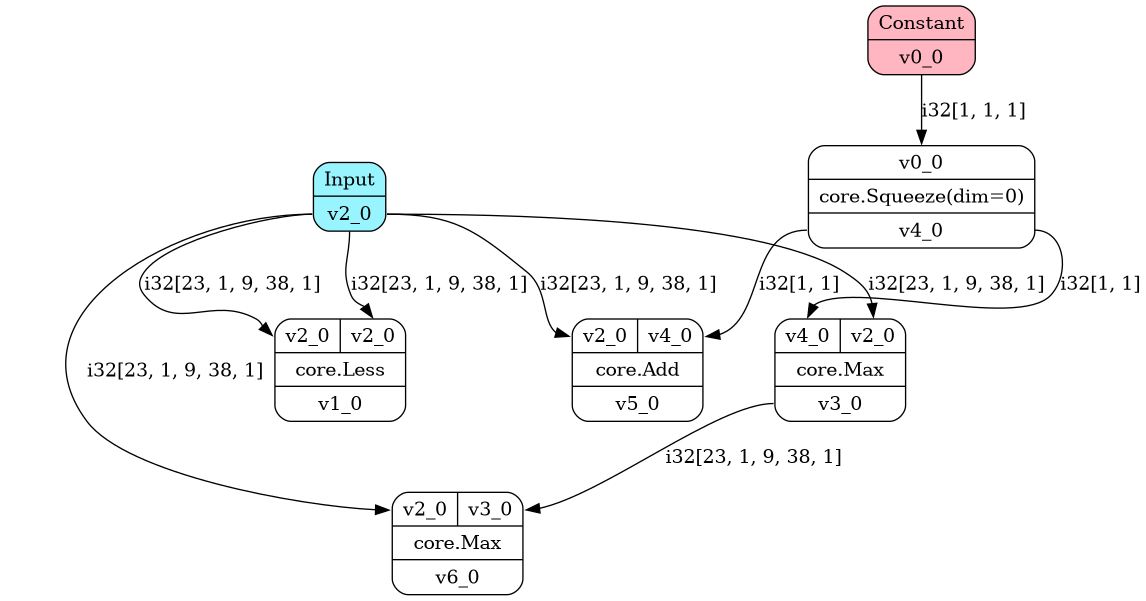 Constant
v0_0
i32[1, 1, 1]
v0_0
core.Squeeze(dim=0)
v4_0
Input
v2_0
i32[23, 1, 9, 38, 1]
i32[23, 1, 9, 38, 1]
i32[23, 1, 9, 38, 1]
i32[1, 1]
i32[23, 1, 9, 38, 1]
i32[1, 1]
v2_0 v2_0
core.Less
v1_0
v2_0 v4_0
core.Add
v5_0
v4_0 v2_0
core.Max
v3_0
i32[23, 1, 9, 38, 1]
i32[23, 1, 9, 38, 1]
v2_0 v3_0
core.Max
v6_0